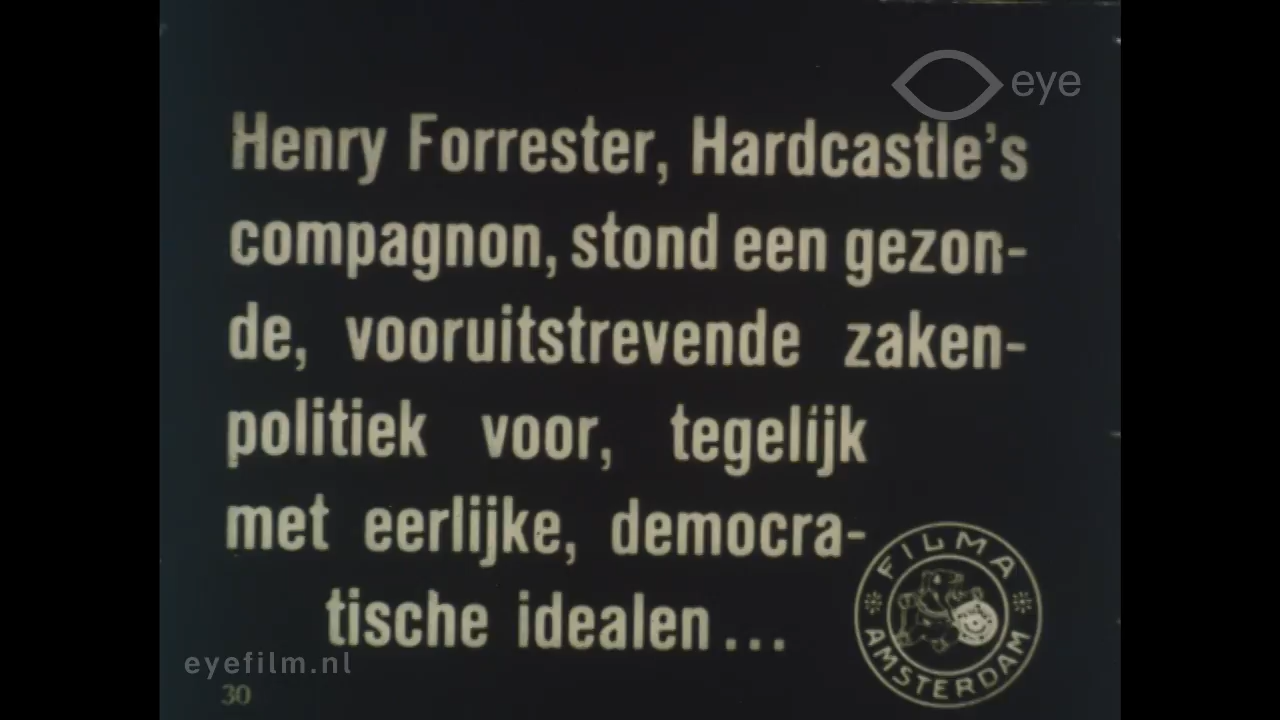 eye
Henry Forrester, Hardcastle's
compagnon, stond een gezon-
de, vooruitstrevende zaken-
politiek voor, tegelijk
met eerlijke, democra-
tische idealen...
FILMA
AMSTERDAM
eyefilm.nl
30